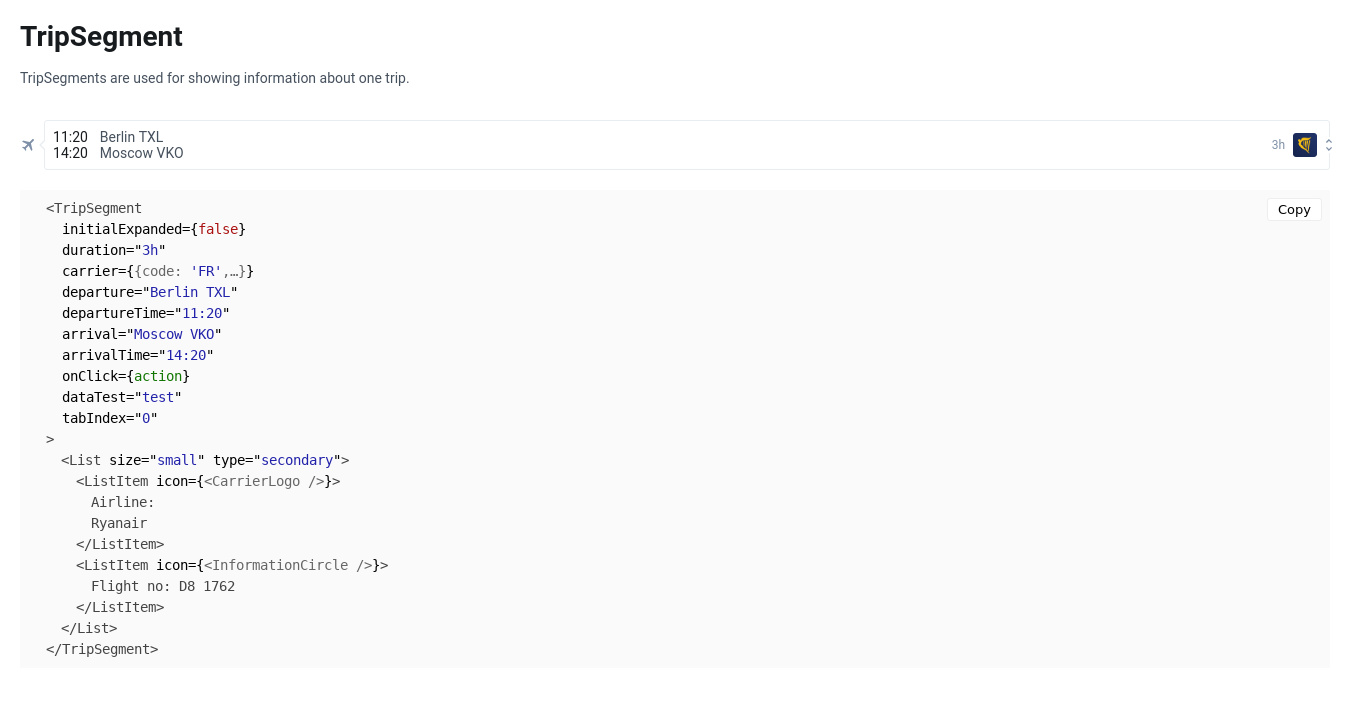 TripSegment
TripSegments are used for showing information about one trip.
11:20 Berlin TXL
14:20 Moscow VKO
3h
Copy
<TripSegment
initialExpanded={false}
duration="3h"
carrier={{code: 'FR',…}}
departure="Berlin TXL"
departureTime="11:20"
arrival="Moscow VKO"
arrivalTime="14:20"
onClick={action}
dataTest="test"
tabIndex="0"
>
<List size="small" type="secondary">
<ListItem icon={<CarrierLogo />}>
Airline:
Ryanair
</ListItem>
<ListItem icon={<InformationCircle />}>
Flight no: D8 1762
</ListItem>
</List>
</TripSegment>